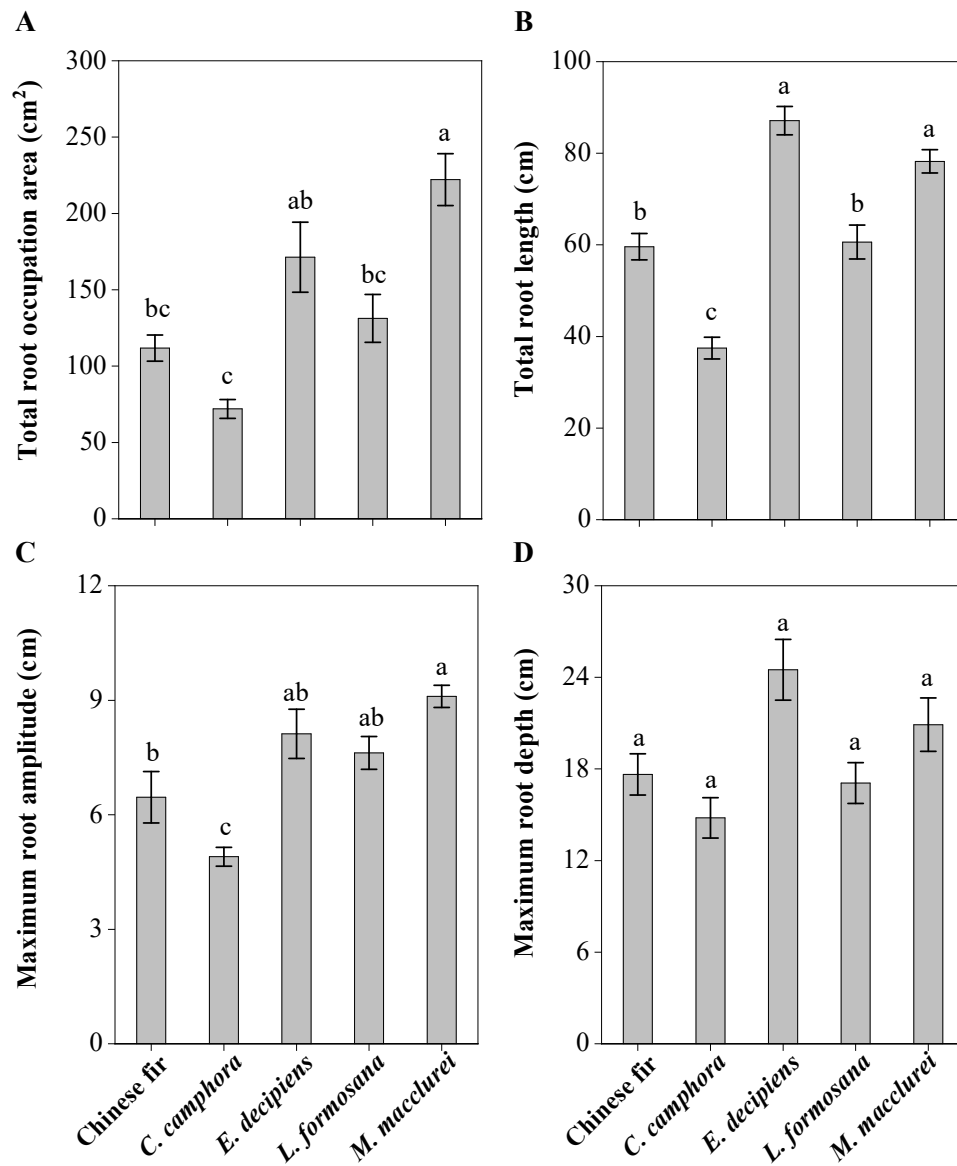 A
Total root occupation area (cm²)
300
250
200
150
100
50
0
bc
c
ab
bc
a
B
Total root length (cm)
100
80
60
40
20
0
b
c
a
b
a
C
Maximum root amplitude (cm)
12
9
6
3
0
b
c
ab
ab
a
Chinese fir
C. camphora
E. decipiens
L. formosana
M. macclurei
D
Maximum root depth (cm)
30
24
18
12
6
0
a
a
a
a
a
Chinese fir
C. camphora
E. decipiens
L. formosana
M. macclurei